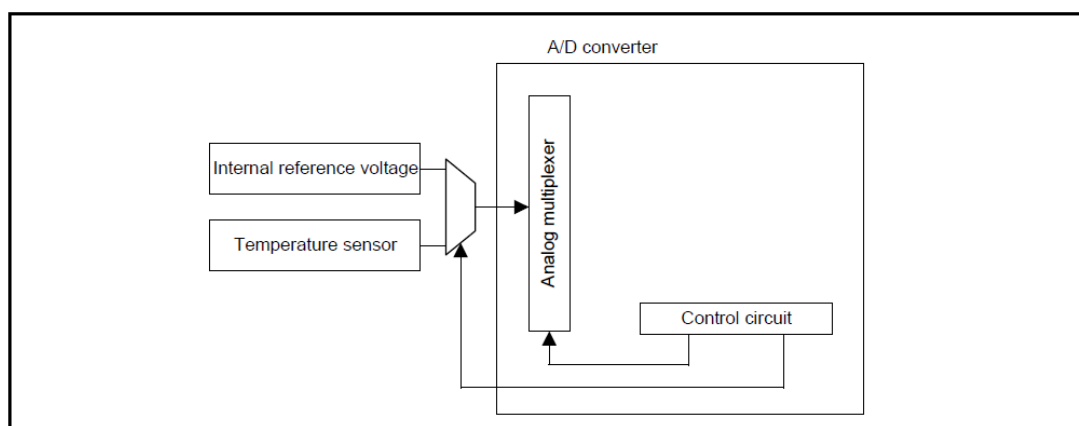 A/D converter
Internal reference voltage
Temperature sensor
Analog multiplexer
Control circuit